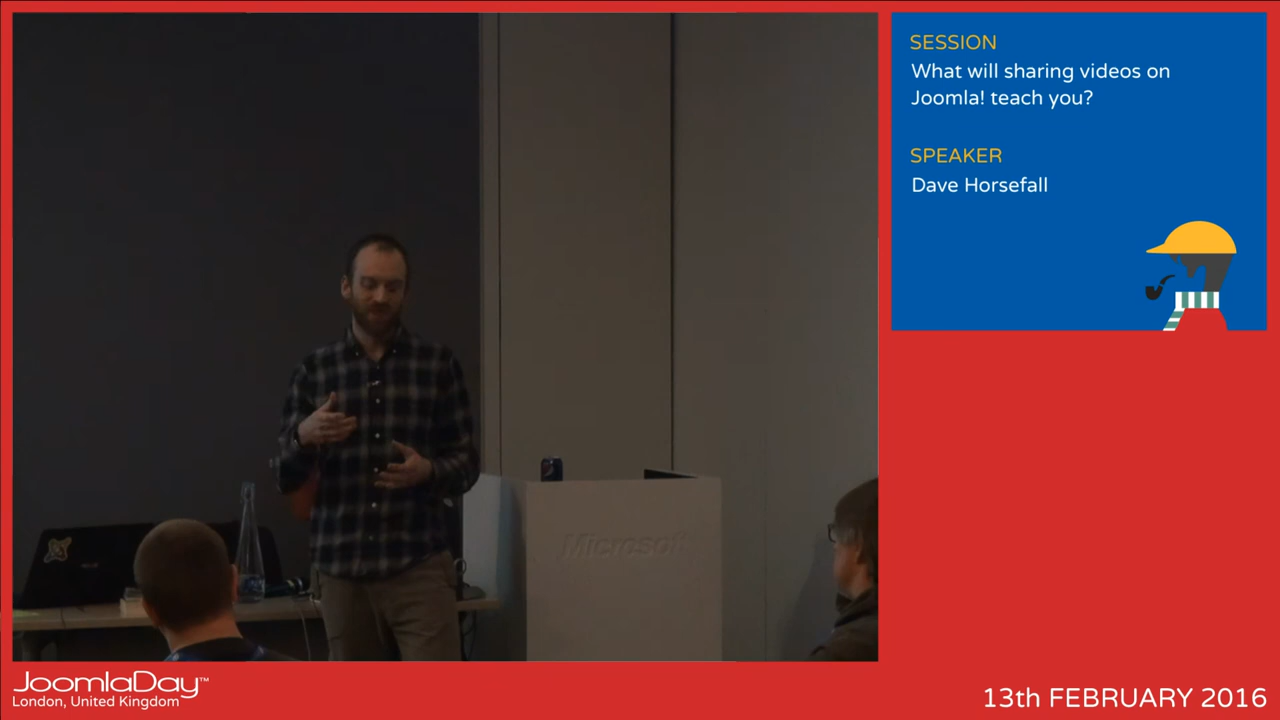 SESSION
What will sharing videos on
Joomla! teach you?
SPEAKER
Dave Horsefall
Microsoft
JoomlaDay™
London, United Kingdom
13th FEBRUARY 2016